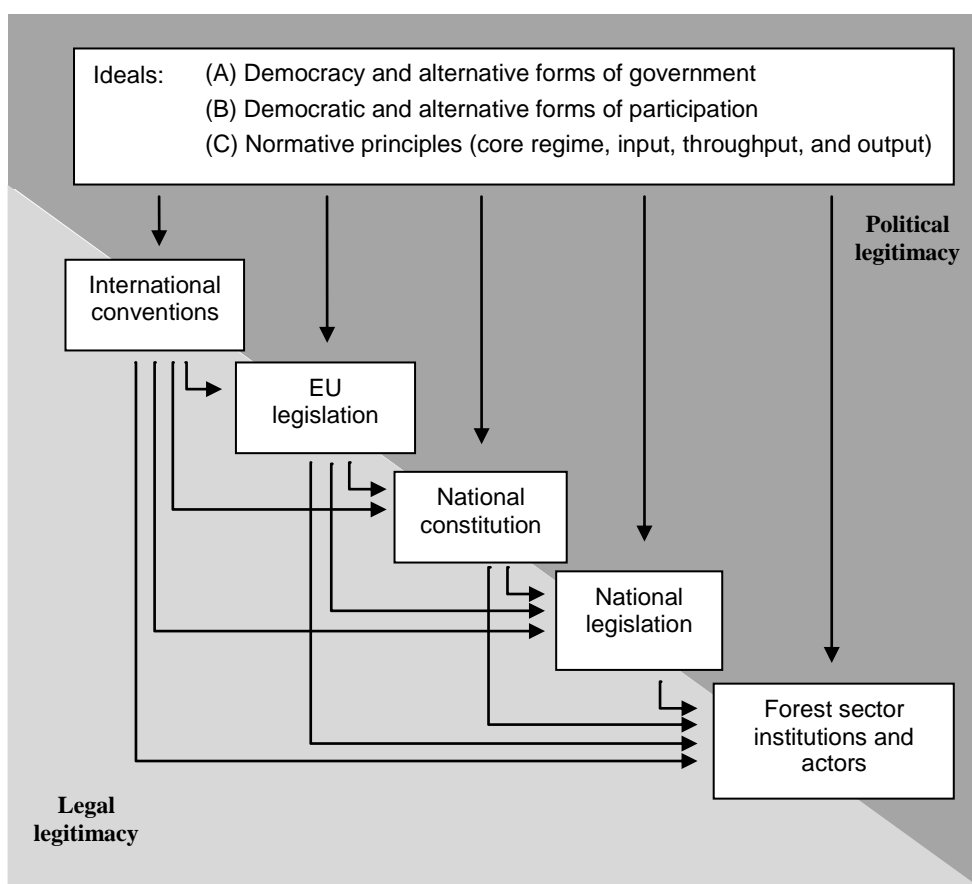 Ideals: (A) Democracy and alternative forms of government
(B) Democratic and alternative forms of participation
(C) Normative principles (core regime, input, throughput, and output)
Political
legitimacy
International
conventions
EU
legislation
National
constitution
National
legislation
Forest sector
institutions and
actors
Legal
legitimacy